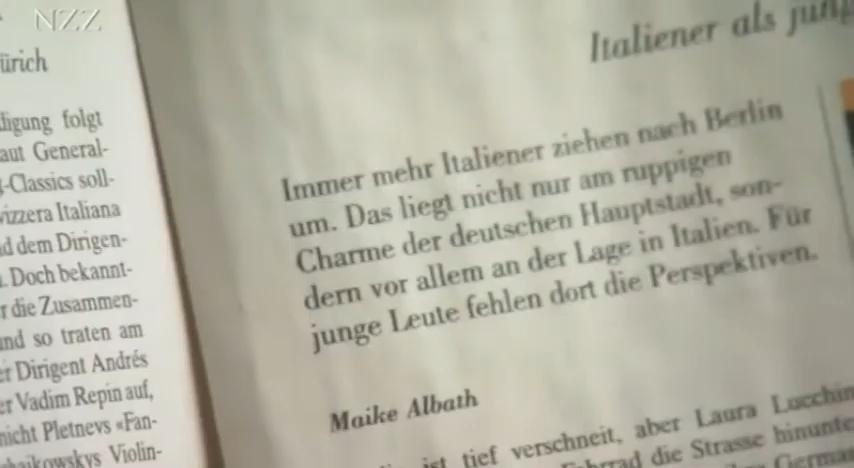 NZZ
ürich
digung folgt
aut General-
t-Classics soll-
vizzera Italiana
nd dem Dirigen-
n. Doch bekannt-
r die Zusammen-
und so traten am
er Dirigent Andrés
er Vadim Repin auf,
nicht Pletnevs «Fan-
haikowskys Violin-
Italiener als jung
Immer mehr Italiener ziehen nach Berlin
um. Das liegt nicht nur am ruppigen
Charme der deutschen Hauptstadt, son-
dern vor allem an der Lage in Italien. Für
junge Leute fehlen dort die Perspektiven.
Maike Albath
ist tief verschneit, aber Laura Lucchin
Fahrrad die Strasse hinunte
German